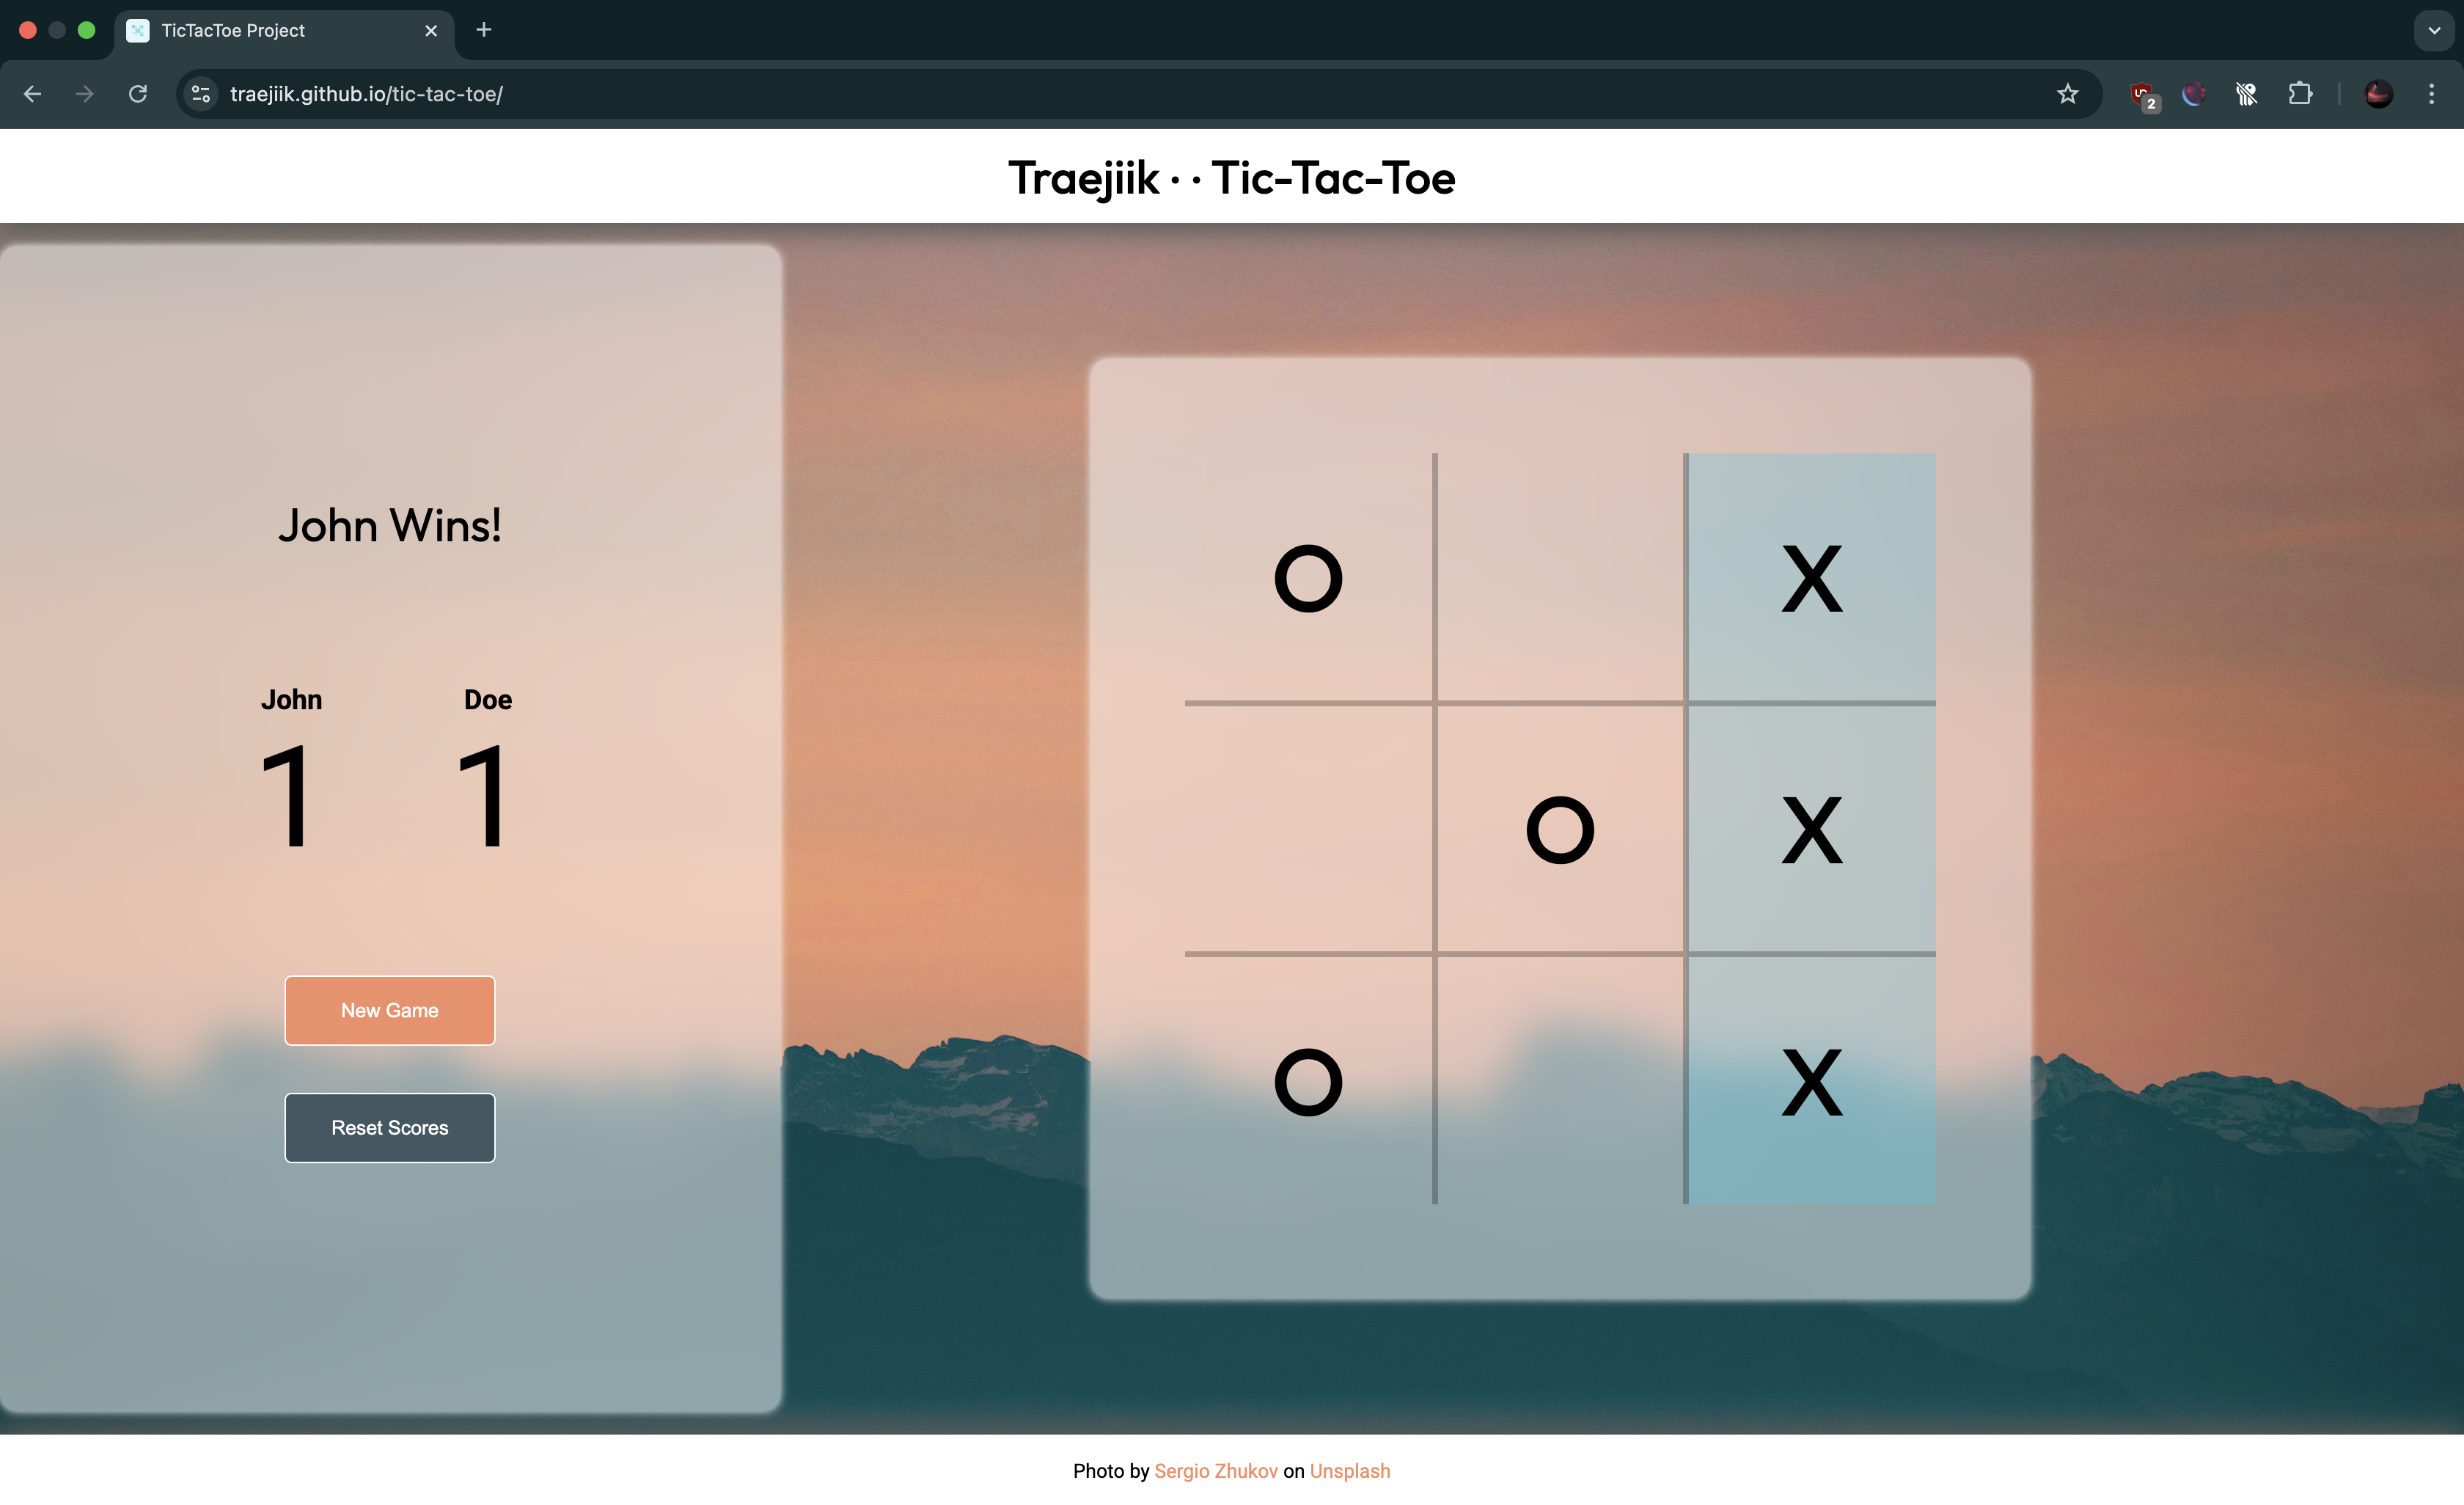 TicTacToe Project
traejiik.github.io/tic-tac-toe/
2
Traejiik · · Tic-Tac-Toe
John Wins!
John Doe
1 1
New Game
Reset Scores
O X
O X
O X
Photo by Sergio Zhukov on Unsplash